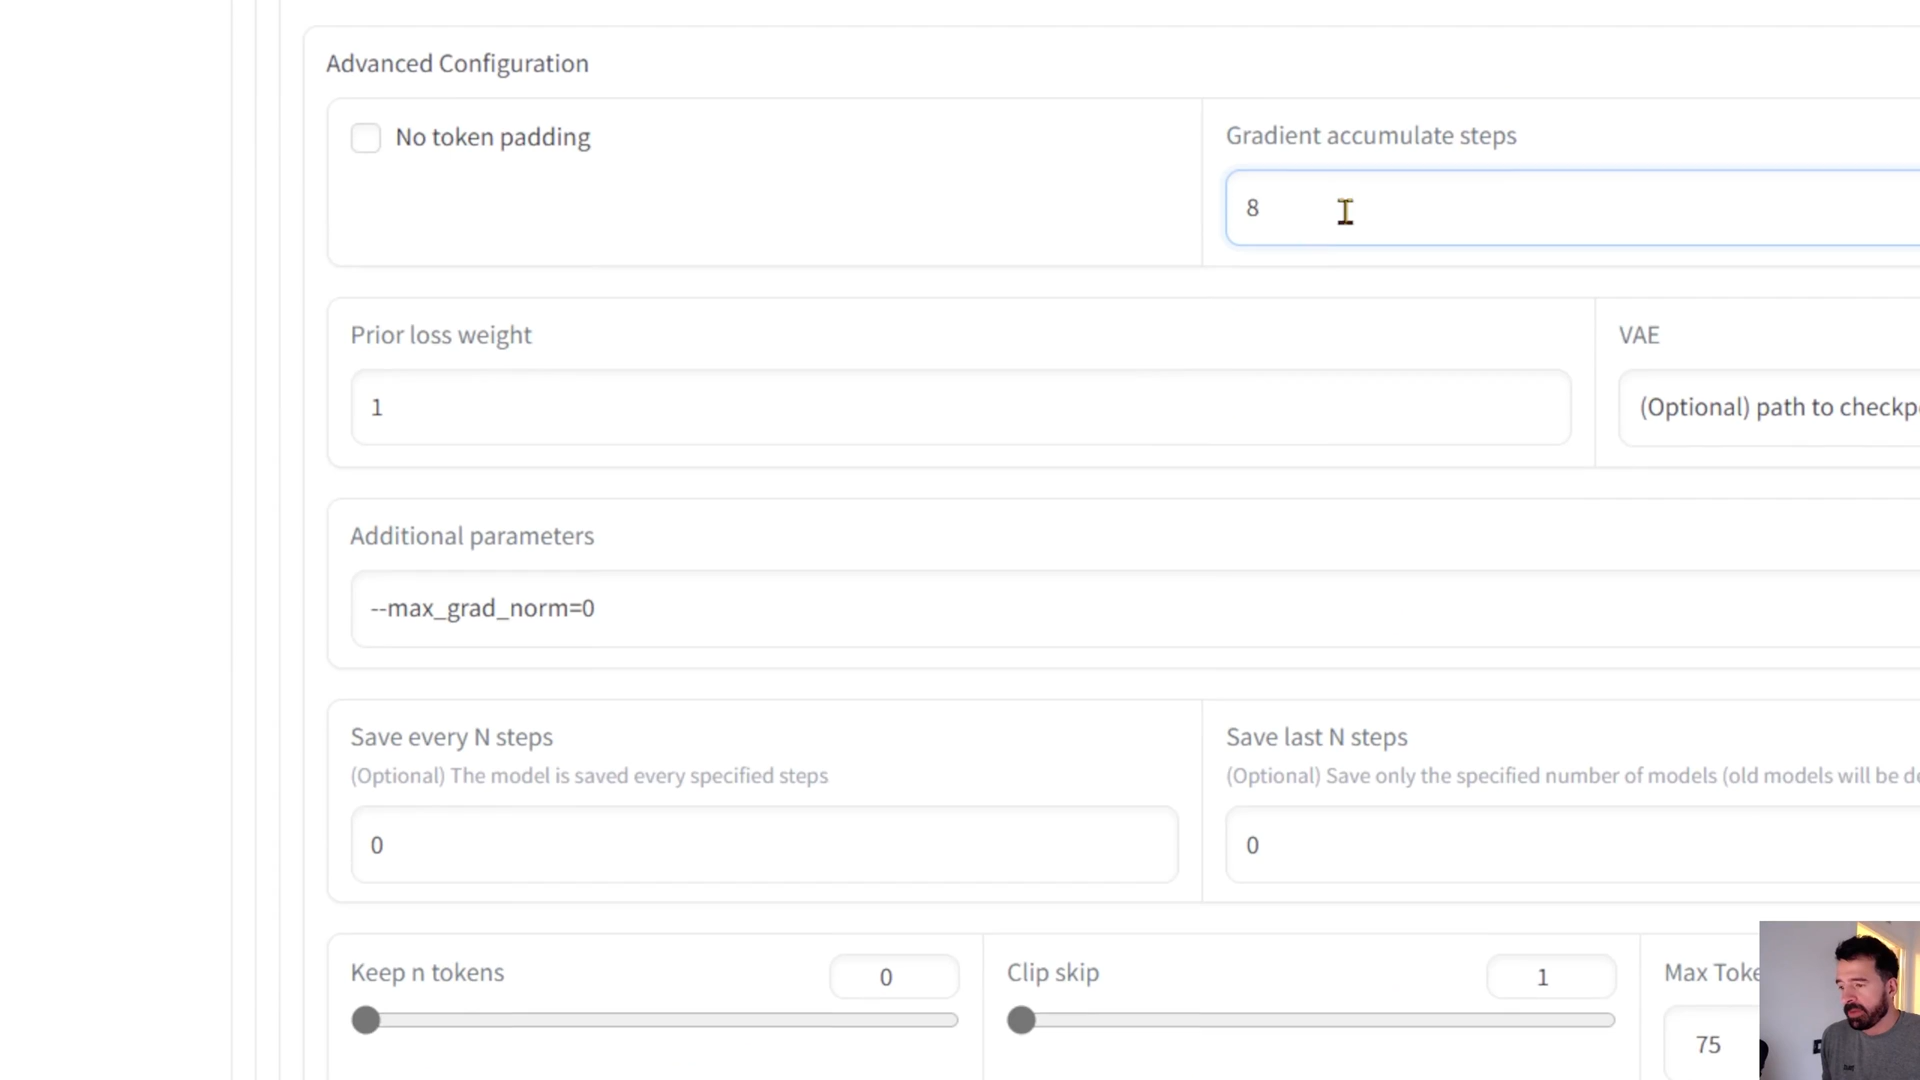 Advanced Configuration
No token padding
Gradient accumulate steps
8
Prior loss weight
VAE
1
(Optional) path to
Additional parameters
--max_grad_norm=0
Save every N steps
Save last N steps
(Optional) The model is saved every specified steps
(Optional) Save only the specified number of models (old models will be
0
0
Keep n tokens
0
Clip skip
1
Max
75